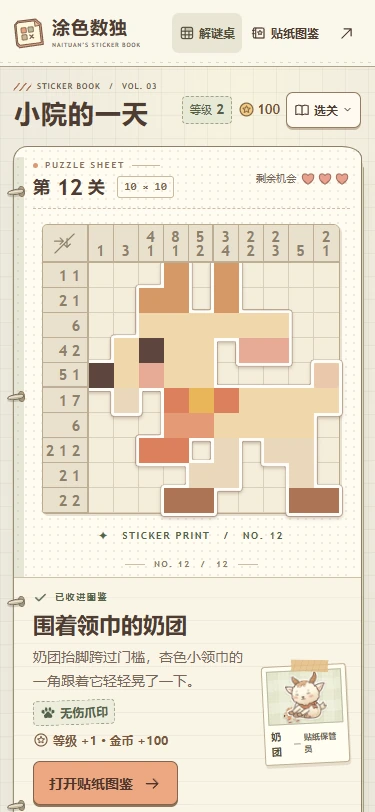 涂色数独
NAITUAN'S STICKER BOOK
解谜桌
贴纸图鉴
STICKER BOOK / VOL. 03
小院的一天
等级 2
100
选关
PUZZLE SHEET
第 12 关
10 × 10
剩余机会
1 3 4 8 5 3 2 2 5 2
1 1 2 4 2 3 1
1 1
2 1
6
4 2
5 1
1 7
6
2 1 2
2 1
2 2
STICKER PRINT / NO. 12
NO. 12 / 12
已收进图鉴
围着领巾的奶团
奶团抬脚跨过门槛，杏色小领巾的
一角跟着它轻轻晃了一下。
无伤爪印
等级 +1 · 金币 +100
奶团 — 贴纸保管员
打开贴纸图鉴 →